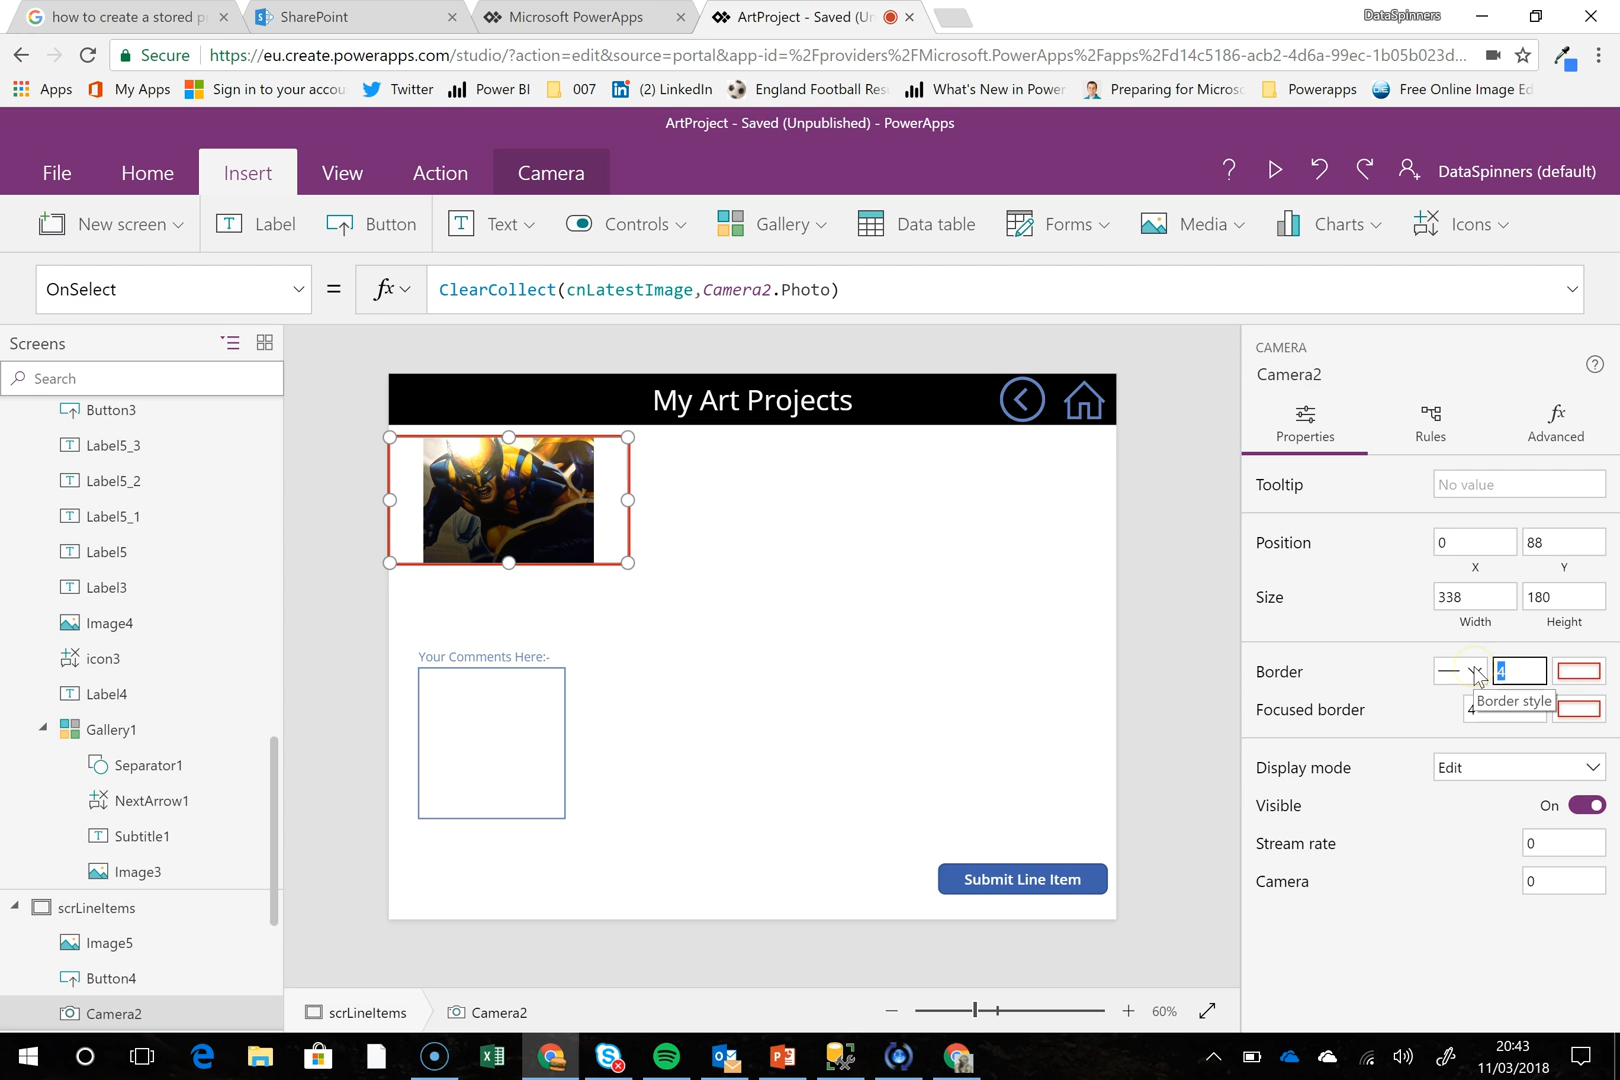 how to create a stored p
SharePoint
Microsoft PowerApps
ArtProject - Saved (Un
DataSpinners
Secure
https://eu.create.powerapps.com/studio/?action=edit&source=portal&app-id=%2Fproviders%2FMicrosoft.PowerApps%2Fapps%2Fd14c5186-acb2-4d6a-99ec-1b05b023d...
Apps
My Apps
Sign in to your accou
Twitter
Power BI
007
(2) LinkedIn
England Football Res
What's New in Power
Preparing for Micros
Powerapps
Free Online Image Ed
ArtProject - Saved (Unpublished) - PowerApps
File
Home
Insert
View
Action
Camera
DataSpinners (default)
New screen
Label
Button
Text
Controls
Gallery
Data table
Forms
Media
Charts
Icons
OnSelect
=
fx
ClearCollect(cnLatestImage,Camera2.Photo)
Screens
Search
Button3
Label5_3
Label5_2
Label5_1
Label5
Label3
Image4
icon3
Label4
Gallery1
Separator1
NextArrow1
Subtitle1
Image3
scrLineItems
Image5
Button4
Camera2
My Art Projects
Your Comments Here:-
Submit Line Item
scrLineItems
Camera2
60%
CAMERA
Camera2
Properties
Rules
Advanced
Tooltip
No value
Position
0
88
X
Y
Size
338
180
Width
Height
Border
4
Border style
Focused border
4
Display mode
Edit
Visible
On
Stream rate
0
Camera
0
20:43
11/03/2018